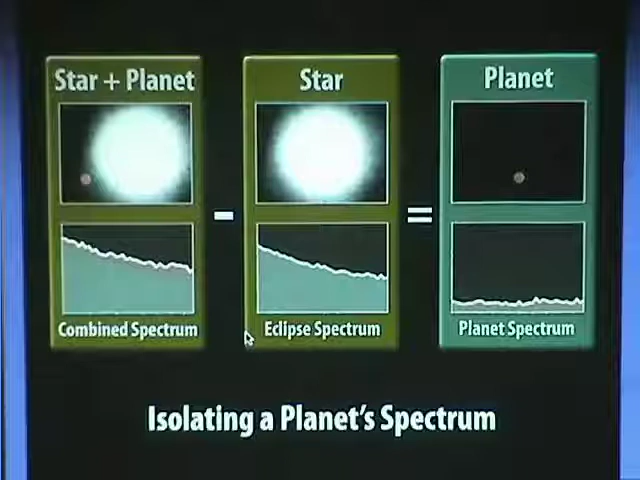 Star + Planet
Star
Planet
-
=
Combined Spectrum
Eclipse Spectrum
Planet Spectrum
Isolating a Planet's Spectrum